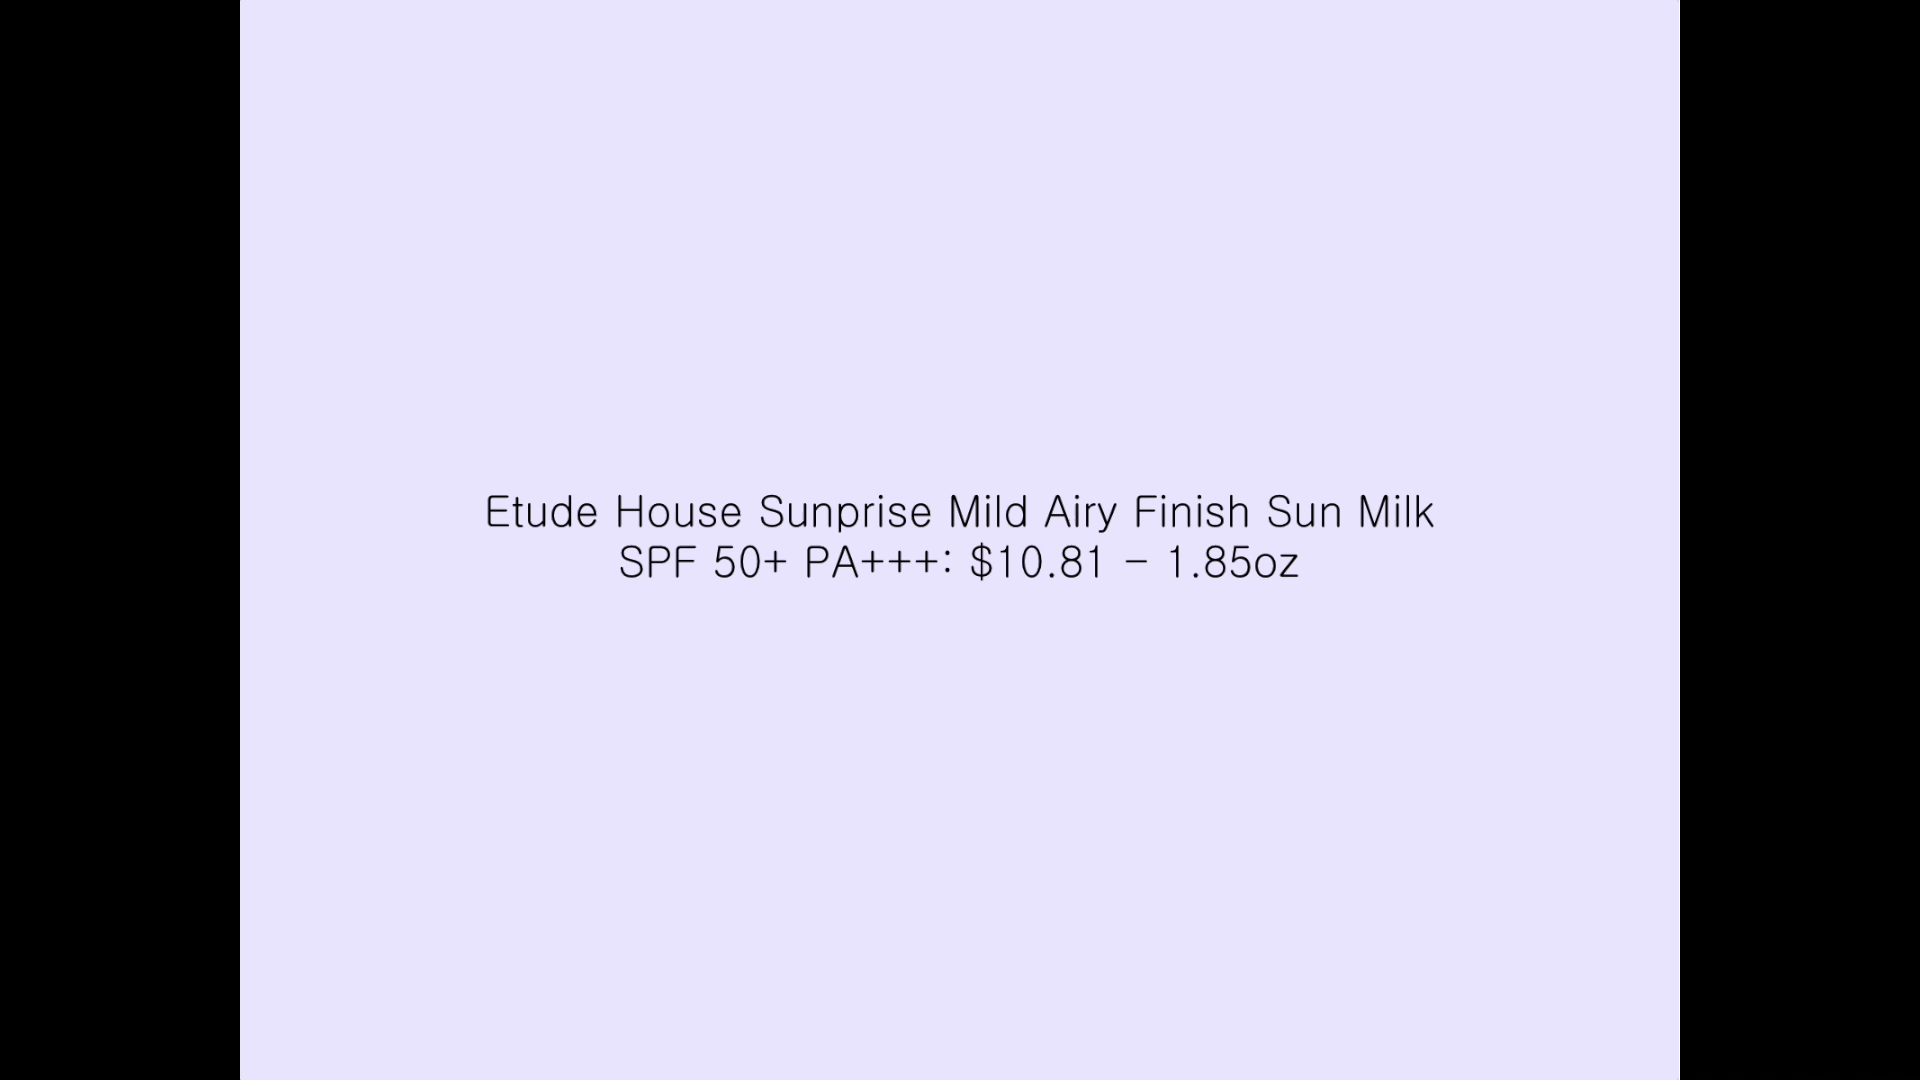 Etude House Sunprise Mild Airy Finish Sun Milk
SPF 50+ PA+++: $10.81 - 1.85oz